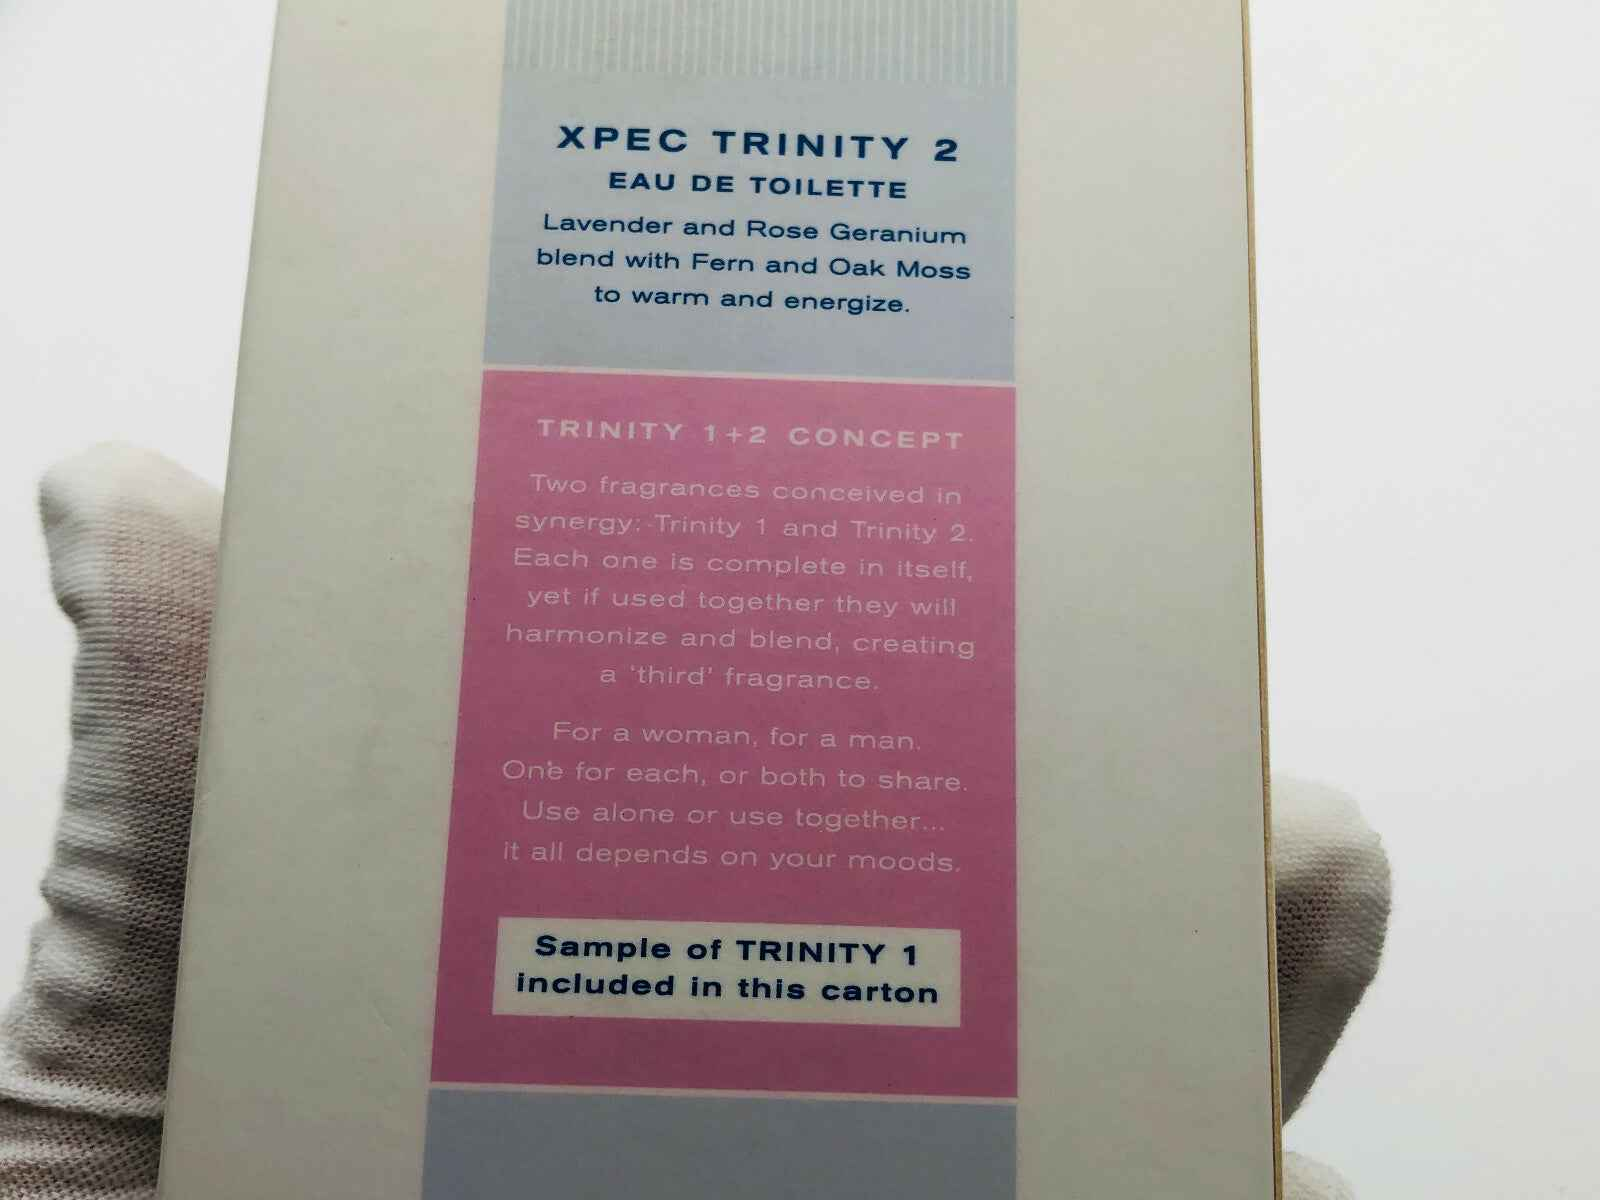 XPEC TRINITY 2
EAU DE TOILETTE
Lavender and Rose Geranium
blend with Fern and Oak Moss
to warm and energize.
TRINITY 1+2 CONCEPT
Two fragrances conceived in
synergy: Trinity 1 and Trinity 2.
Each one is complete in itself,
yet if used together they will
harmonize and blend, creating
a 'third' fragrance.
For a woman, for a man.
One for each, or both to share.
Use alone or use together...
it all depends on your moods.
Sample of TRINITY 1
included in this carton